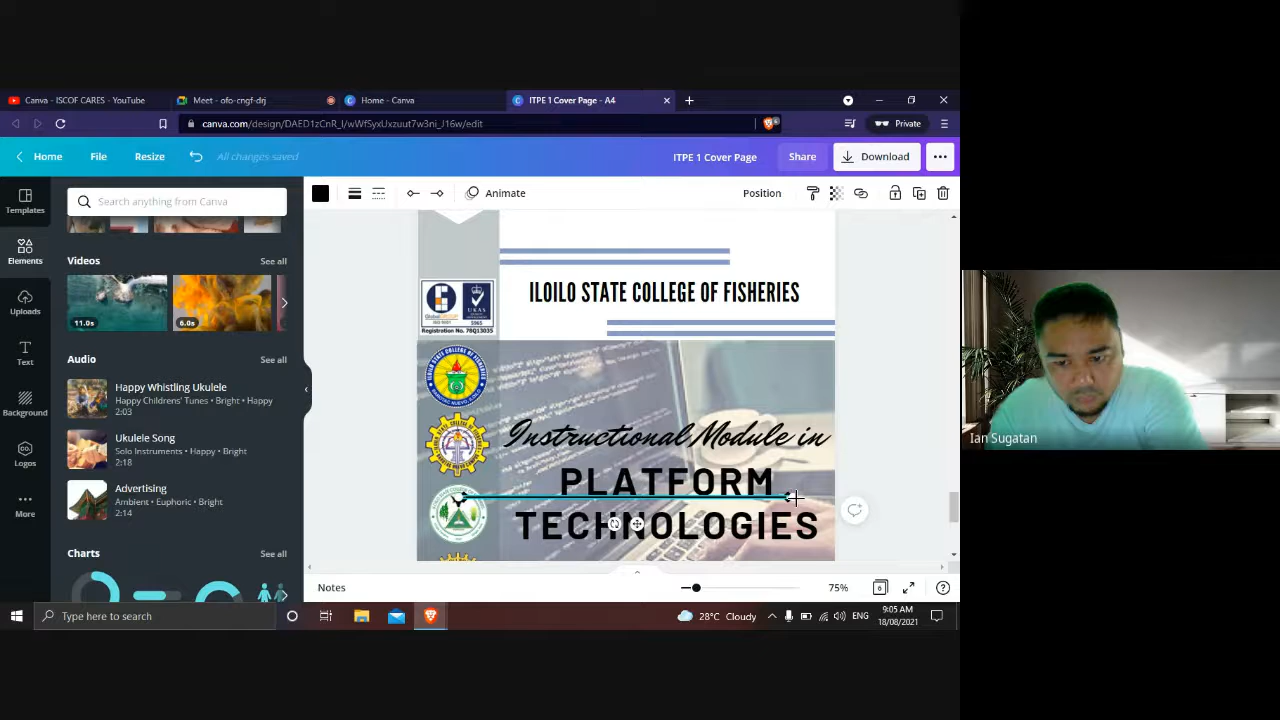 Canva - ISCOF CARES - YouTube
Meet - ofo-cngf-drj
Home - Canva
ITPE 1 Cover Page - A4
canva.com/design/DAED1zCnR_I/wWfSyxUxzuut7w3ni_J16w/edit
Private
Home
File
Resize
All changes saved
ITPE 1 Cover Page
Share
Download
Templates
Elements
Uploads
Text
Background
Logos
More
Search anything from Canva
Videos
See all
11.0s
6.0s
Audio
See all
Happy Whistling Ukulele
Happy Childrens' Tunes • Bright • Happy
2:03
Ukulele Song
Solo Instruments • Happy • Bright
2:18
Advertising
Ambient • Euphoric • Bright
2:14
Charts
See all
Animate
Position
ILOILO STATE COLLEGE OF FISHERIES
UKAS
Registration No. 78Q13035
Instructional Module in
PLATFORM
TECHNOLOGIES
Notes
75%
Type here to search
28°C Cloudy
ENG
9:05 AM
18/08/2021
Ian Sugatan